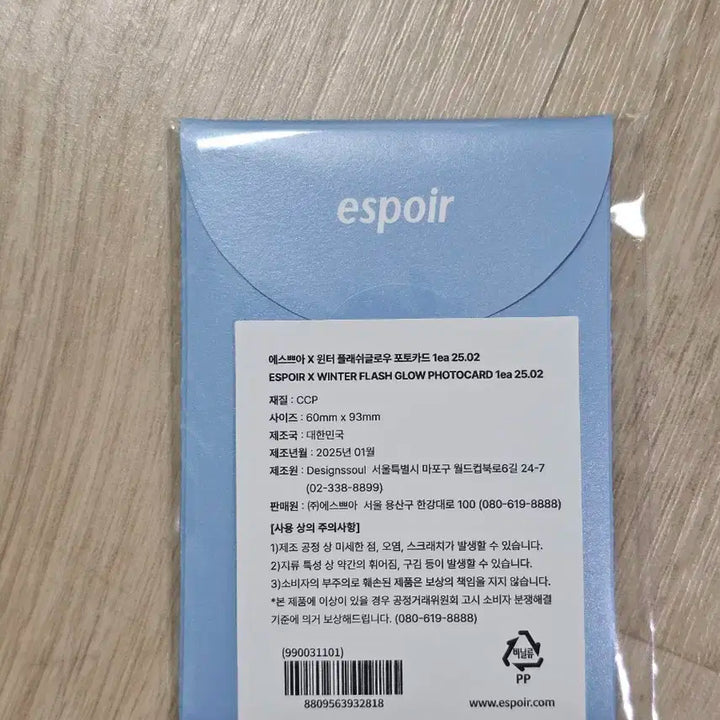 espoir
에스쁘아 X 윈터 플래쉬글로우 포토카드 1ea 25.02
ESPOIR X WINTER FLASH GLOW PHOTOCARD 1ea 25.02
재질 : CCP
사이즈 : 60mm x 93mm
제조국 : 대한민국
제조년월 : 2025년 01월
제조원 : Designssoul 서울특별시 마포구 월드컵북로6길 24-7
(02-338-8899)
판매원 : (주)에스쁘아 서울 용산구 한강대로 100 (080-619-8888)
[사용 상의 주의사항]
1)제조 공정 상 미세한 점, 오염, 스크래치가 발생할 수 있습니다.
2)지류 특성 상 약간의 휘어짐, 구김 등이 발생할 수 있습니다.
3)소비자의 부주의로 훼손된 제품은 보상의 책임을 지지 않습니다.
*본 제품에 이상이 있을 경우 공정거래위원회 고시 소비자 분쟁해결
기준에 의거 보상해드립니다. (080-619-8888)
(990031101)
8809563932818
비닐류
PP
www.espoir.com